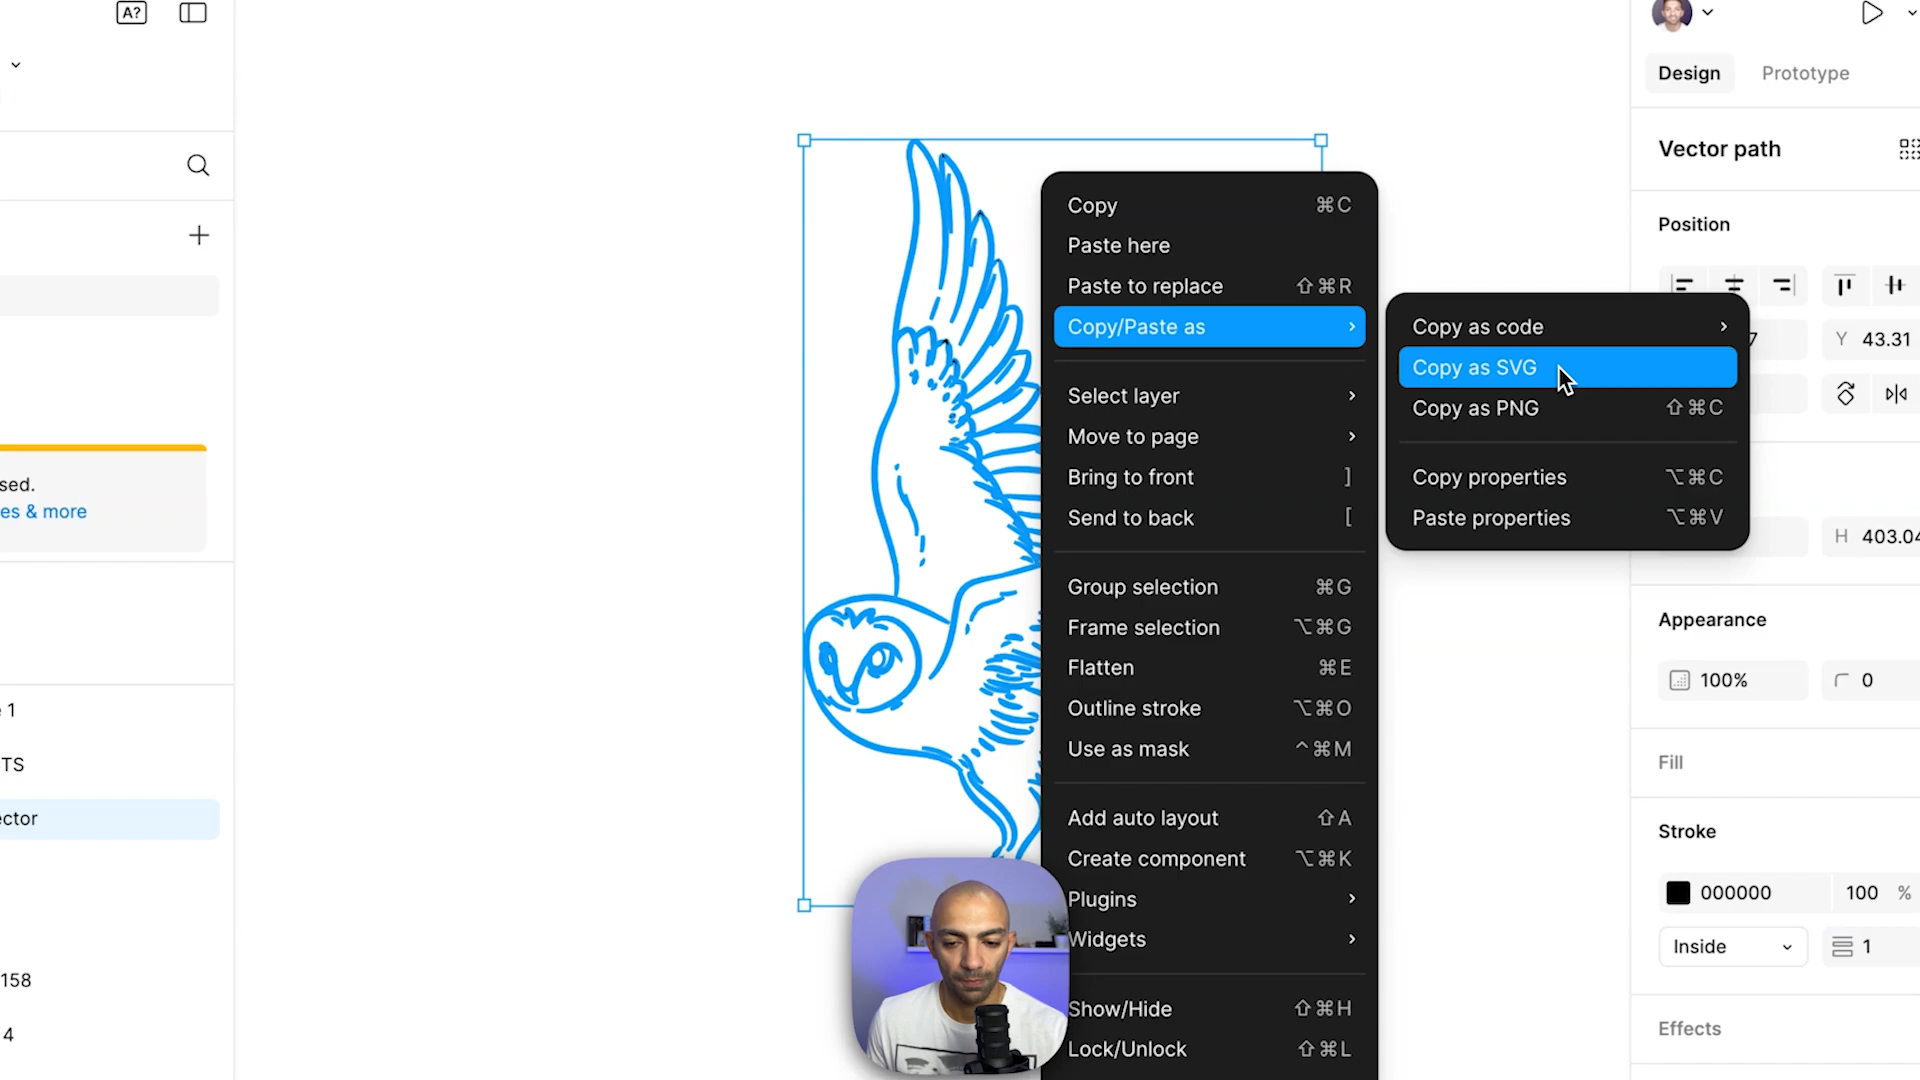 A?
Design Prototype
Vector path
Position
Y 43.31
H 403.04
Appearance
100% 0
Fill
Stroke
000000 100 %
Inside 1
Effects
sed.
es & more
1
TS
ector
158
4
Copy ⌘C
Paste here
Paste to replace ⇧⌘R
Copy/Paste as
Select layer
Move to page
Bring to front ]
Send to back [
Group selection ⌘G
Frame selection ⌥⌘G
Flatten ⌘E
Outline stroke ⌥⌘O
Use as mask ^⌘M
Add auto layout ⇧A
Create component ⌥⌘K
Plugins
Widgets
Show/Hide ⇧⌘H
Lock/Unlock ⇧⌘L
Copy as code
Copy as SVG
Copy as PNG ⇧⌘C
Copy properties ⌥⌘C
Paste properties ⌥⌘V